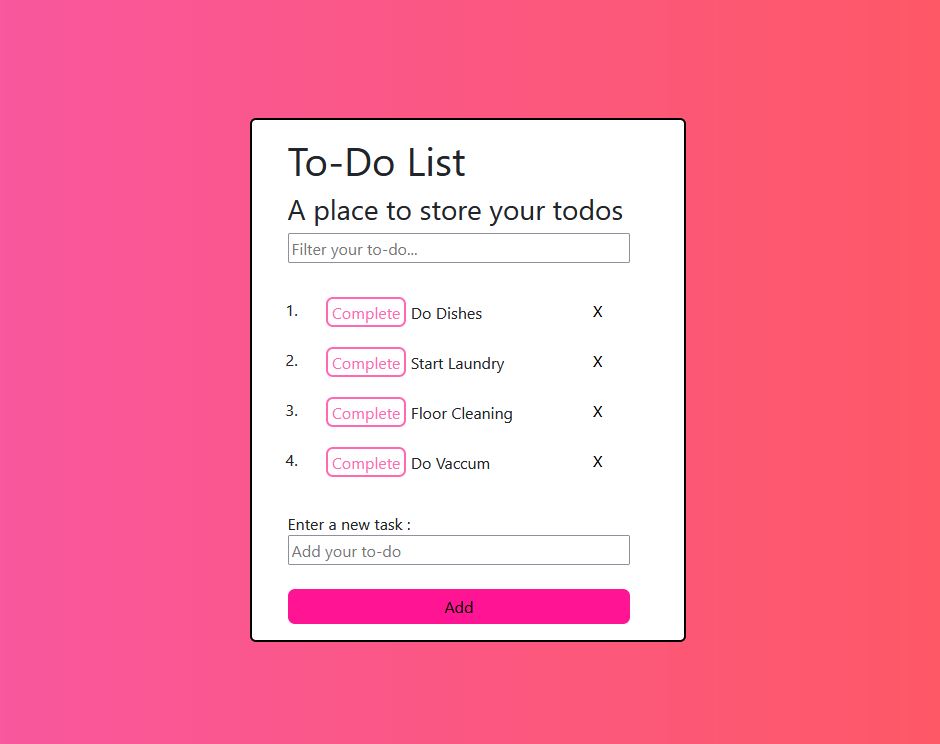 To-Do List
A place to store your todos
Filter your to-do...
1. Complete Do Dishes X
2. Complete Start Laundry X
3. Complete Floor Cleaning X
4. Complete Do Vaccum X
Enter a new task :
Add your to-do
Add